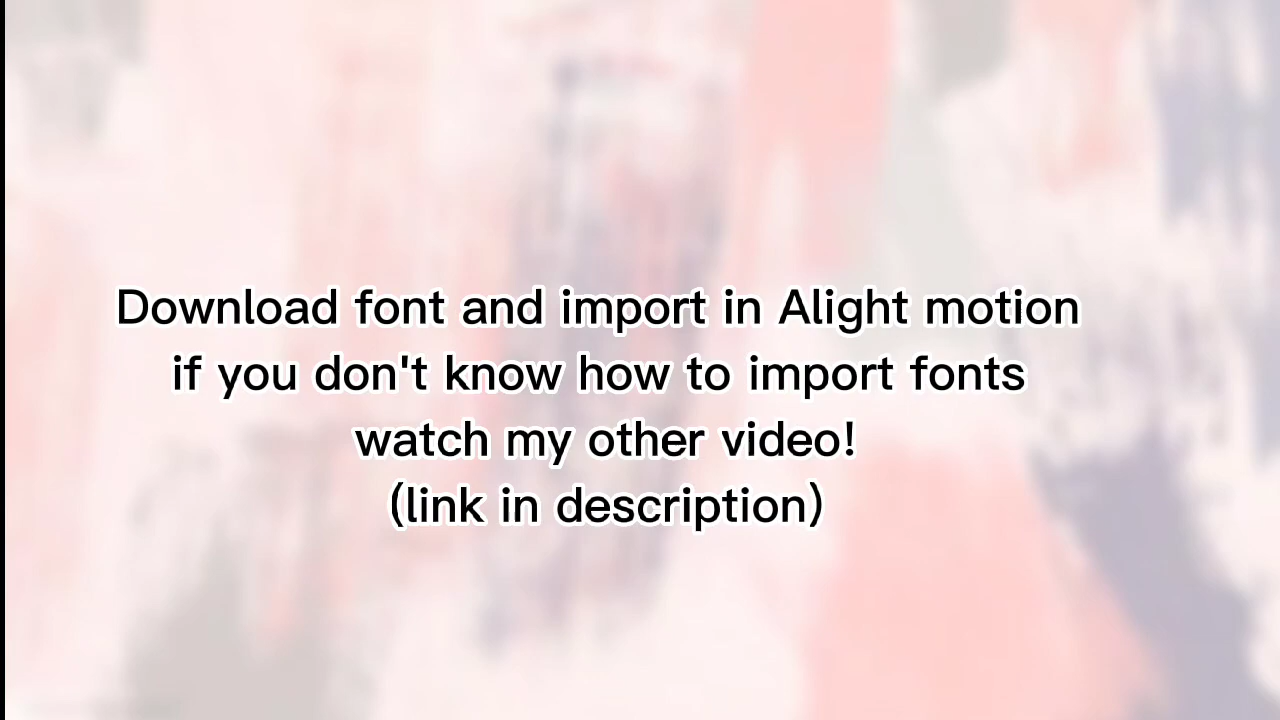 Download font and import in Alight motion
if you don't know how to import fonts
watch my other video!
(link in description)